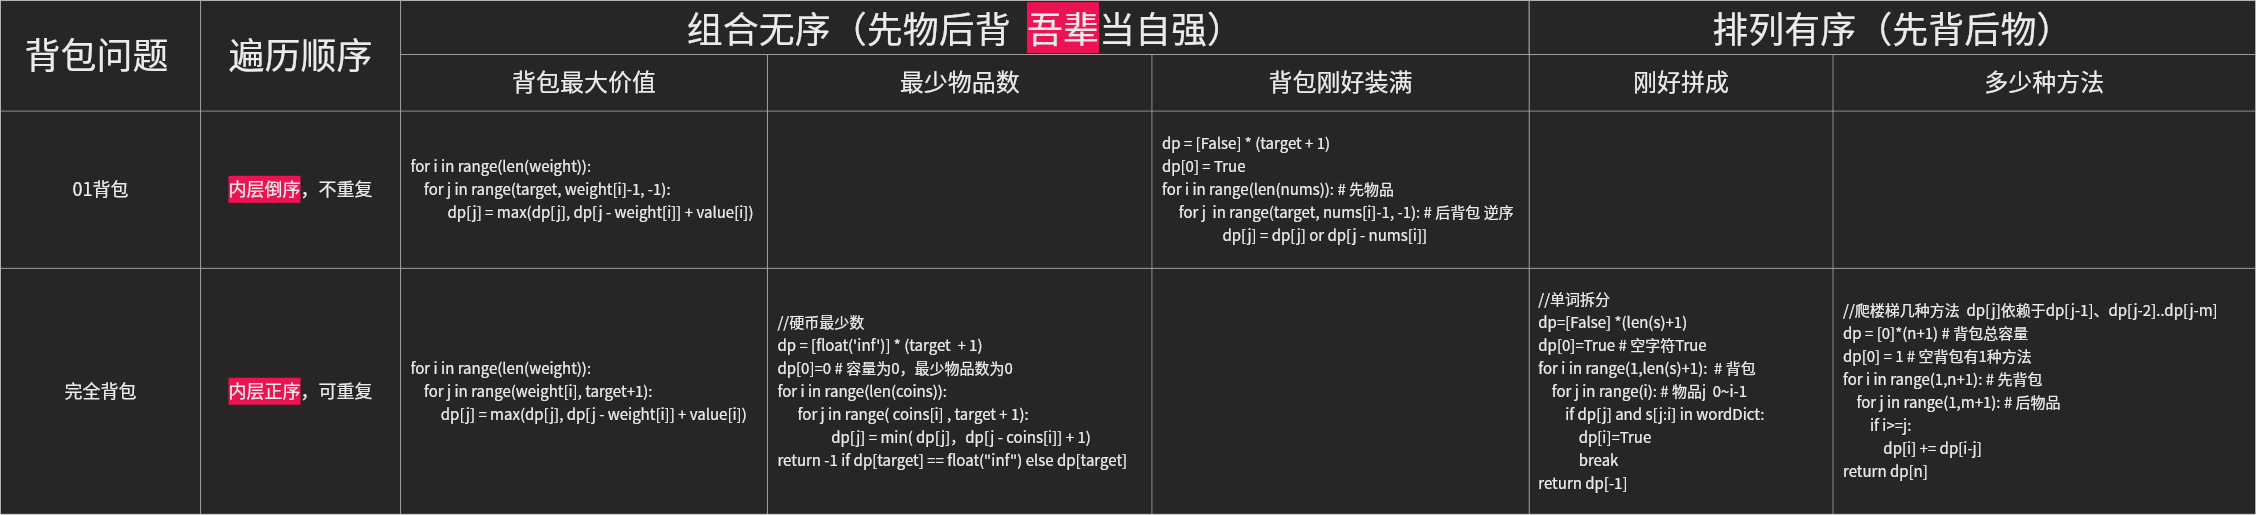 背包问题
遍历顺序
组合无序（先物后背 吾辈当自强）
排列有序（先背后物）
背包最大价值
最少物品数
背包刚好装满
刚好拼成
多少种方法
01背包
内层倒序，不重复
for i in range(len(weight)):
for j in range(target, weight[i]-1, -1):
dp[j] = max(dp[j], dp[j - weight[i]] + value[i])
dp = [False] * (target + 1)
dp[0] = True
for i in range(len(nums)): # 先物品
for j  in range(target, nums[i]-1, -1): # 后背包 逆序
dp[j] = dp[j] or dp[j - nums[i]]
完全背包
内层正序，可重复
for i in range(len(weight)):
for j in range(weight[i], target+1):
dp[j] = max(dp[j], dp[j - weight[i]] + value[i])
//硬币最少数
dp = [float('inf')] * (target  + 1)
dp[0]=0 # 容量为0，最少物品数为0
for i in range(len(coins)):
for j in range( coins[i] , target + 1):
dp[j] = min( dp[j]，dp[j - coins[i]] + 1)
return -1 if dp[target] == float("inf") else dp[target]
//单词拆分
dp=[False] *(len(s)+1)
dp[0]=True # 空字符True
for i in range(1,len(s)+1):  # 背包
for j in range(i): # 物品j  0~i-1
if dp[j] and s[j:i] in wordDict:
dp[i]=True
break
return dp[-1]
//爬楼梯几种方法  dp[j]依赖于dp[j-1]、dp[j-2]..dp[j-m]
dp = [0]*(n+1) # 背包总容量
dp[0] = 1 # 空背包有1种方法
for i in range(1,n+1): # 先背包
for j in range(1,m+1): # 后物品
if i>=j:
dp[i] += dp[i-j]
return dp[n]